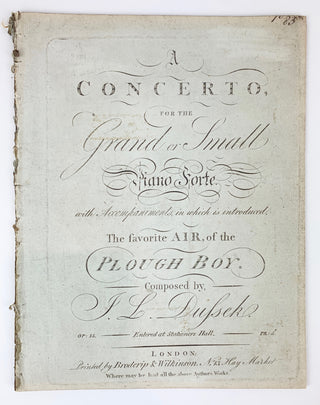 A
CONCERTO,
FOR THE
Grand or Small
Piano Forte.
with Accompaniments, in which is introduced,
The favorite AIR, of the
PLOUGH BOY.
Composed by,
J. L. Dussek
Entered at Stationers Hall.
LONDON.
Printed by Broderip & Wilkinson, No. 13, Hay Market
Where may be had all the above Authors Works.